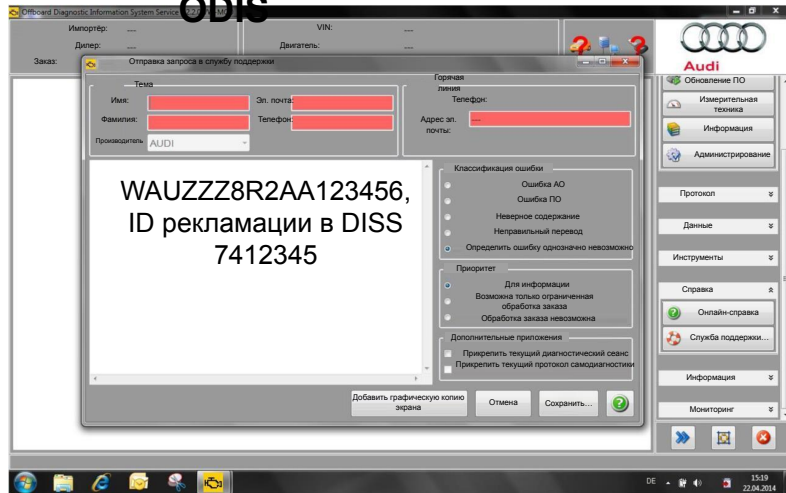 ODIS
Offboard Diagnostic Information System Service
Импортёр: ---
VIN: ---
Дилер: ---
Двигатель: ---
Заказ:
Audi
Отправка запроса в службу поддержки
Тема
Имя:
Эл. почта:
Фамилия:
Телефон:
Производитель
AUDI
Горячая
линия
Телефон:
Адрес эл.
почты:
---
WAUZZZ8R2AA123456,
ID рекламации в DISS
7412345
Классификация ошибки
Ошибка АО
Ошибка ПО
Неверное содержание
Неправильный перевод
Определить ошибку однозначно невозможно
Приоритет
Для информации
Возможна только ограниченная
обработка заказа
Обработка заказа невозможна
Дополнительные приложения
Прикрепить текущий диагностический сеанс
Прикрепить текущий протокол самодиагностики
Добавить графическую копию
экрана
Отмена
Сохранить...
Обновление ПО
Измерительная
техника
Информация
Администрирование
Протокол
Данные
Инструменты
Справка
Онлайн-справка
Служба поддержки...
Информация
Мониторинг
DE
15:19
22.04.2014